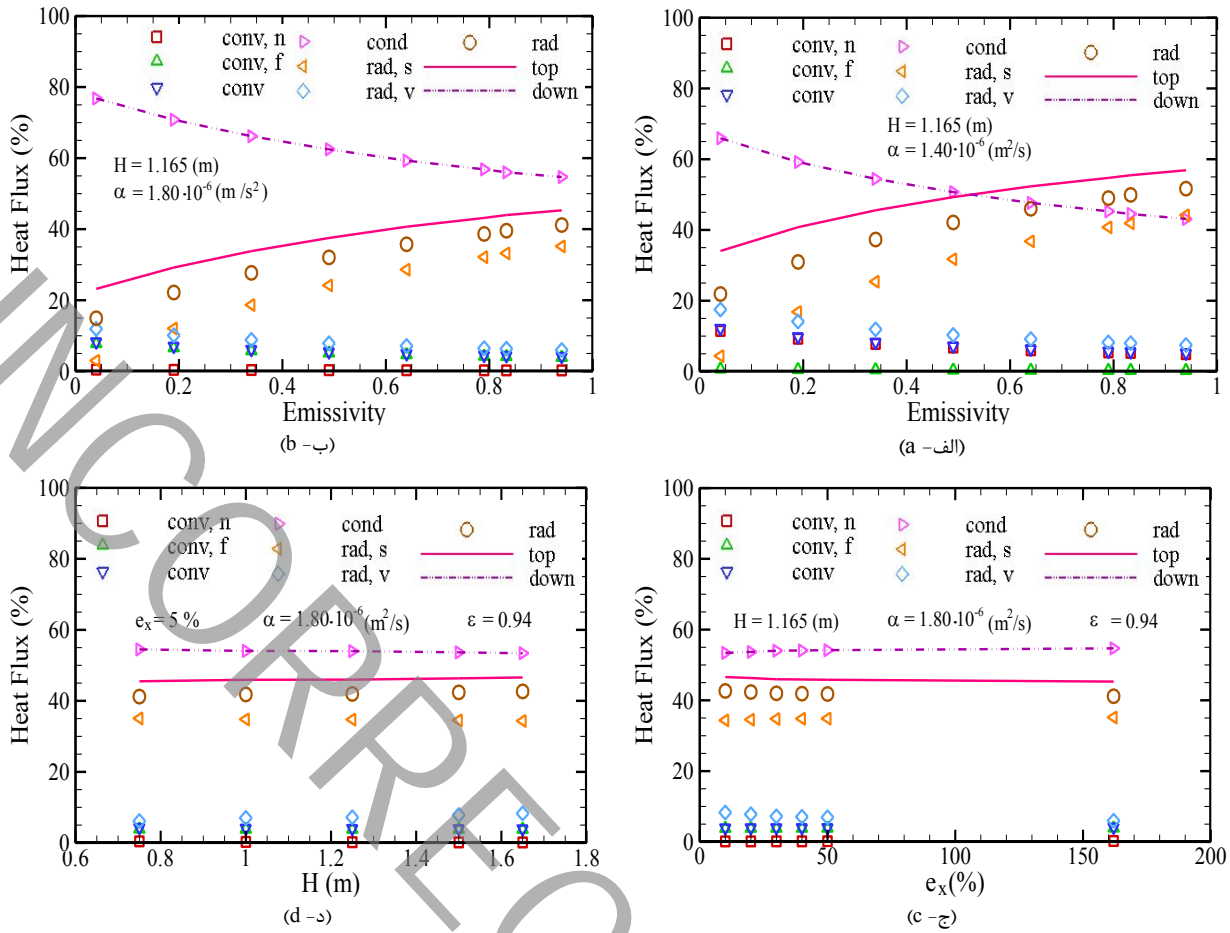 100
80
60
40
20
0
Heat Flux (%)
conv, n
conv, f
conv
cond
rad, s
rad, v
rad
top
down
H = 1.165 (m)
α = 1.80·10⁻⁶ (m /s²)
0
0.2
0.4
0.6
0.8
1
Emissivity
(b -ب
100
80
60
40
20
0
Heat Flux (%)
conv, n
conv, f
conv
cond
rad, s
rad, v
rad
top
down
H = 1.165 (m)
α = 1.40·10⁻⁶ (m²/s)
0
0.2
0.4
0.6
0.8
1
Emissivity
(a -الف
100
80
60
40
20
0
Heat Flux (%)
conv, n
conv, f
conv
cond
rad, s
rad, v
rad
top
down
eₓ = 5 %
α = 1.80·10⁻⁶ (m²/s)
ε = 0.94
0.6
0.8
1
1.2
1.4
1.6
1.8
H (m)
(d -د
100
80
60
40
20
0
Heat Flux (%)
conv, n
conv, f
conv
cond
rad, s
rad, v
rad
top
down
H = 1.165 (m)
α = 1.80·10⁻⁶ (m²/s)
ε = 0.94
0
50
100
150
200
eₓ(%)
(c -ج
INCORREC